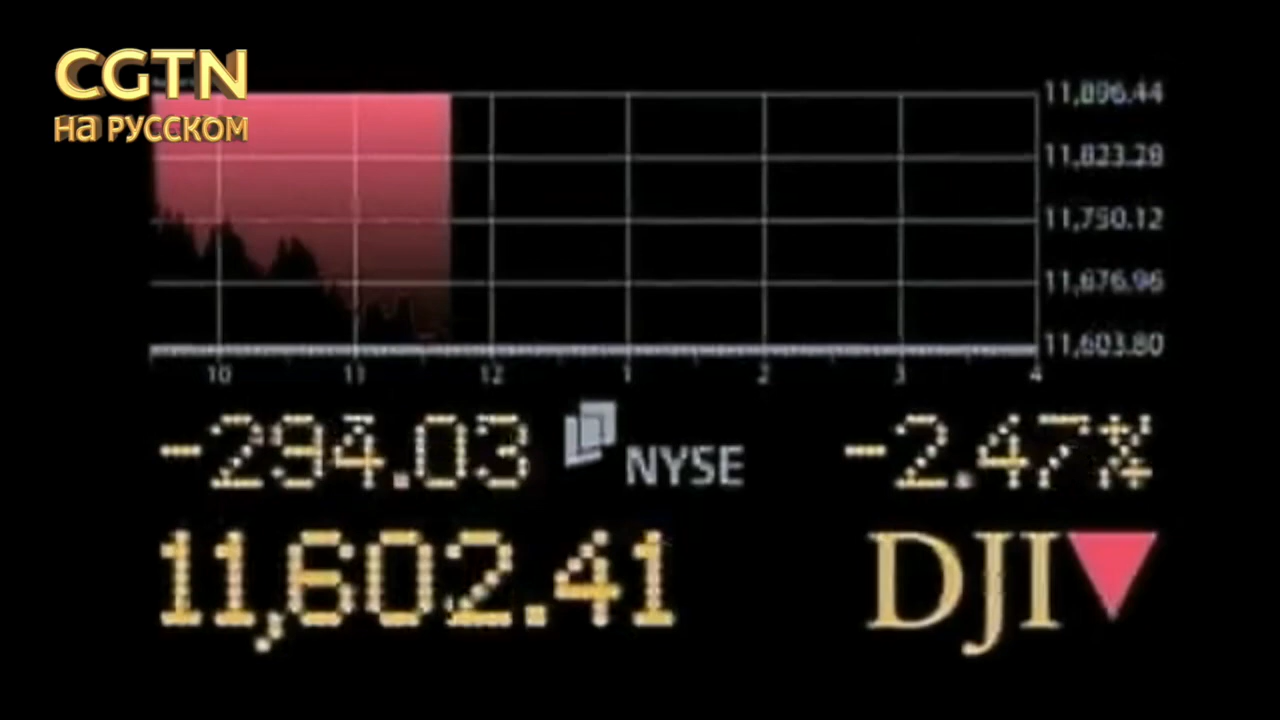 CGTN
на РУССКОМ
11,896.44
11,823.28
11,750.12
11,676.96
11,603.80
10 11 12 1 2 3 4
-294.03 NYSE -2.47%
11,602.41 DJI